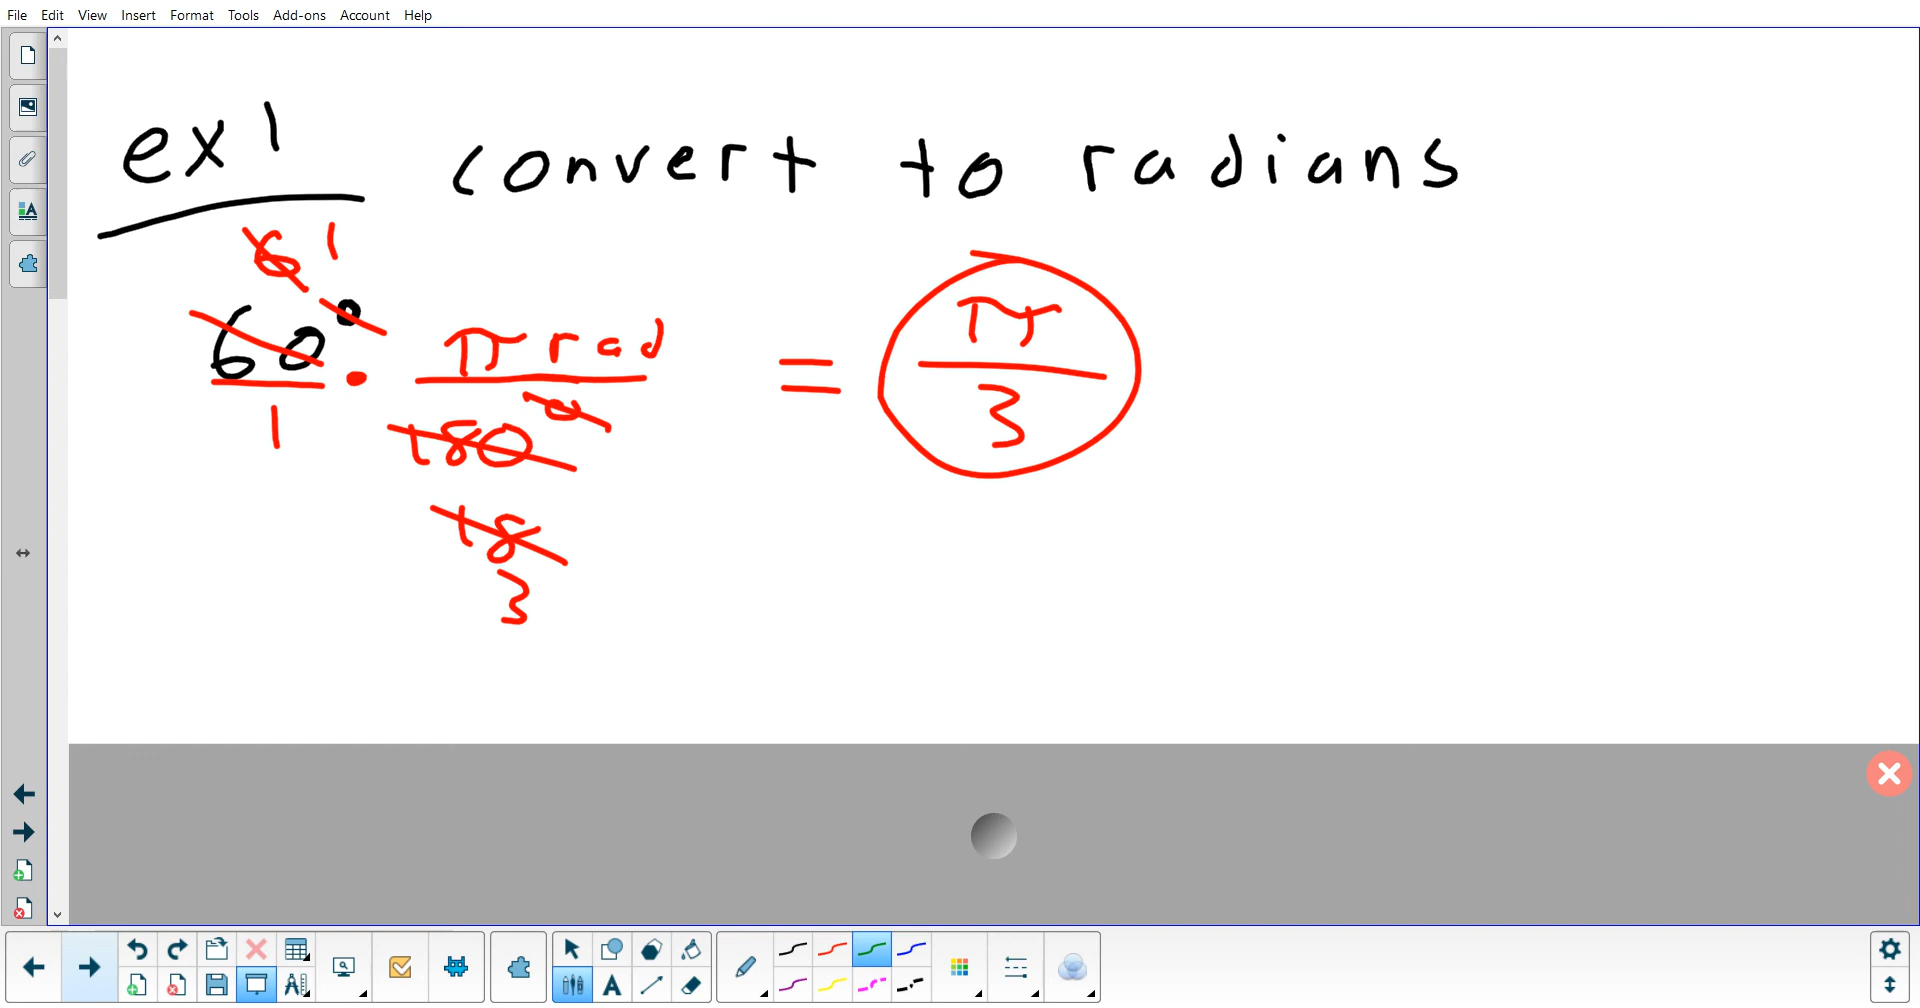 File Edit View Insert Format Tools Add-ons Account Help
ex 1 convert to radians
6 1
60° · π rad = π
1 180° 3
18
3